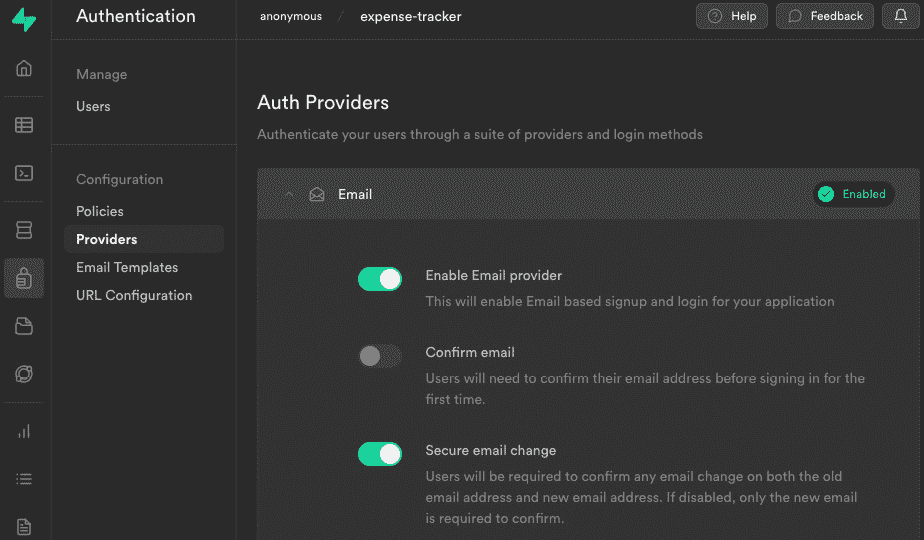 Authentication
anonymous / expense-tracker
Help
Feedback
Manage
Users
Configuration
Policies
Providers
Email Templates
URL Configuration
Auth Providers
Authenticate your users through a suite of providers and login methods
Email
Enabled
Enable Email provider
This will enable Email based signup and login for your application
Confirm email
Users will need to confirm their email address before signing in for the
first time.
Secure email change
Users will be required to confirm any email change on both the old
email address and new email address. If disabled, only the new email
is required to confirm.